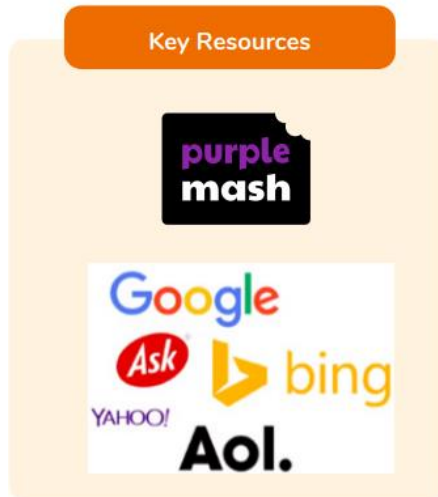 Key Resources
purple
mash
Google
Ask
bing
YAHOO!
Aol.